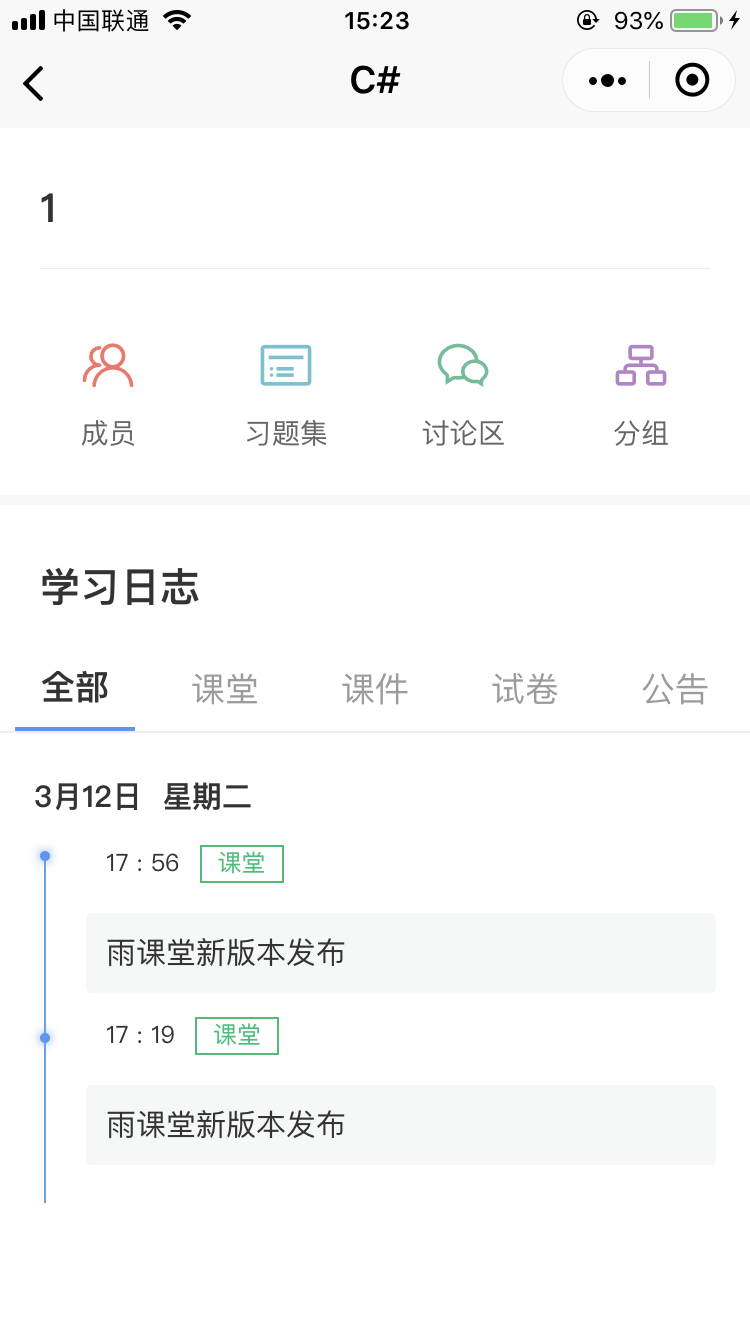 中国联通 15:23 93%
C#
1
成员 习题集 讨论区 分组
学习日志
全部 课堂 课件 试卷 公告
3月12日 星期二
17 : 56 课堂
雨课堂新版本发布
17 : 19 课堂
雨课堂新版本发布